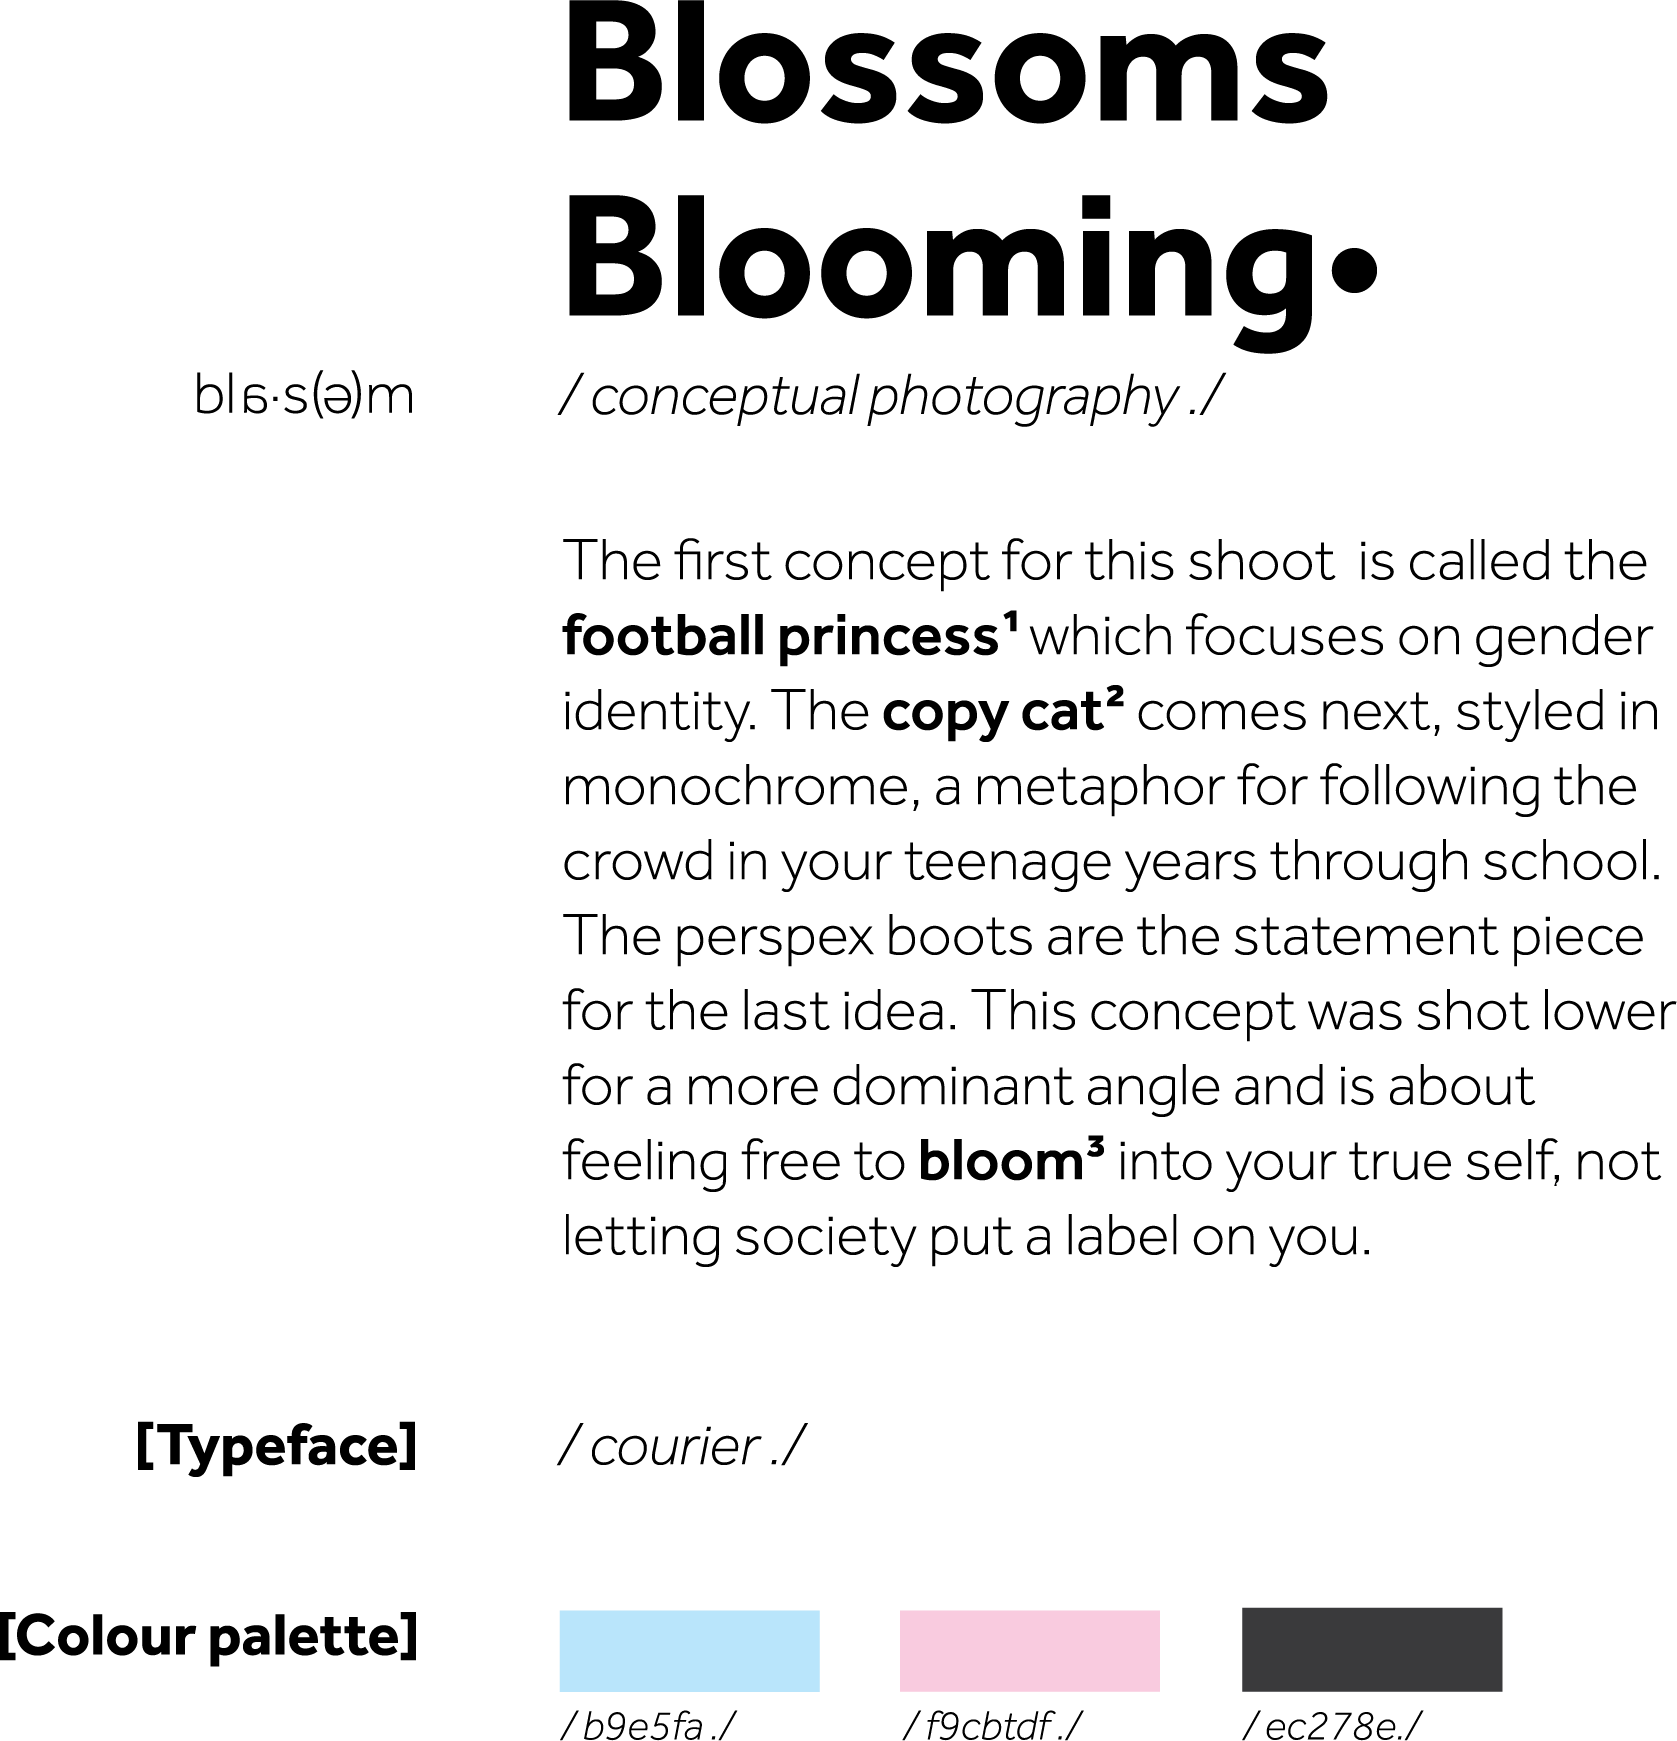 Blossoms
Blooming•
blɐ·s(ə)m
/ conceptual photography ./
The first concept for this shoot  is called the
football princess¹ which focuses on gender
identity. The copy cat² comes next, styled in
monochrome, a metaphor for following the
crowd in your teenage years through school.
The perspex boots are the statement piece
for the last idea. This concept was shot lower
for a more dominant angle and is about
feeling free to bloom³ into your true self, not
letting society put a label on you.
[Typeface]
/ courier ./
[Colour palette]
/ b9e5fa ./
/ f9cbtdf ./
/ ec278e./